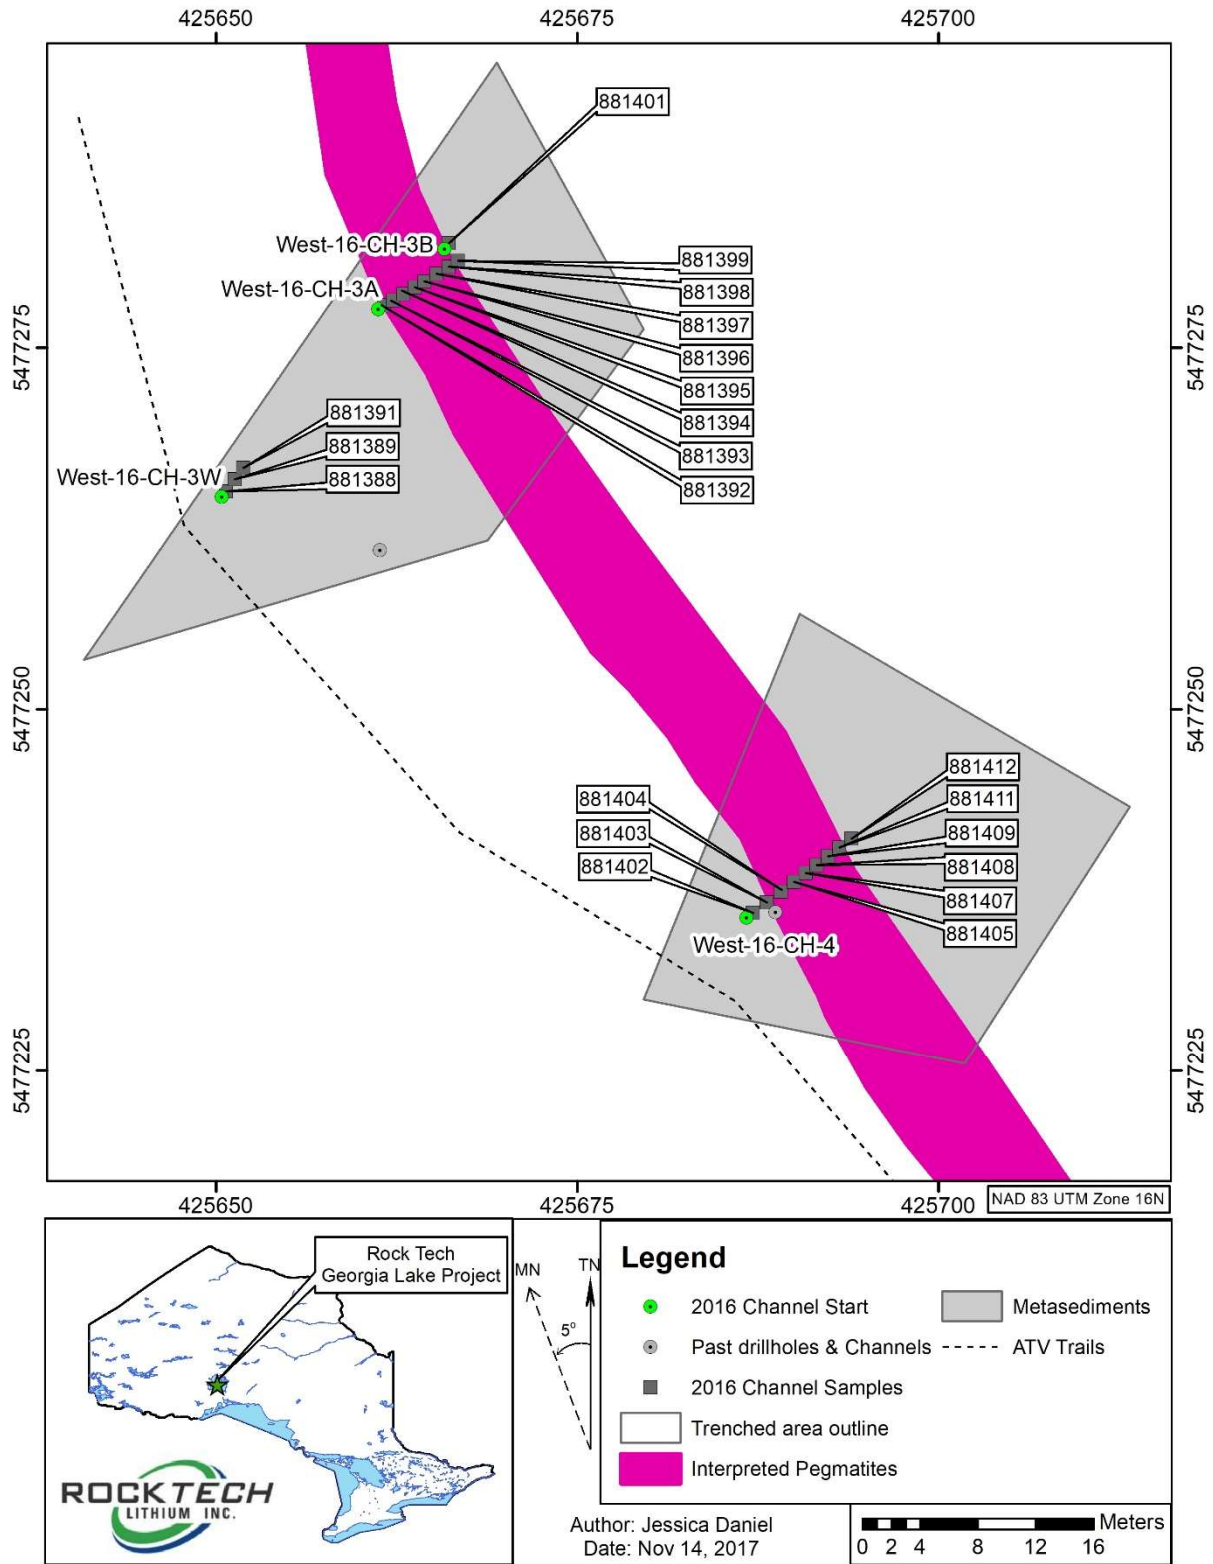 425650
425675
425700
881401
West-16-CH-3B
881399
West-16-CH-3A
881398
881397
5477275
5477275
881396
881395
881394
881391
881393
881389
West-16-CH-3W
881388
881392
5477250
5477250
881412
881404
881411
881403
881409
881402
881408
881407
881405
West-16-CH-4
5477225
5477225
425650
425675
425700
NAD 83 UTM Zone 16N
Rock Tech
Georgia Lake Project
ROCKTECH
LITHIUM INC.
MN
TN
5°
Legend
2016 Channel Start
Metasediments
Past drillholes & Channels
ATV Trails
2016 Channel Samples
Trenched area outline
Interpreted Pegmatites
Author: Jessica Daniel
Date: Nov 14, 2017
Meters
0 2 4 8 12 16